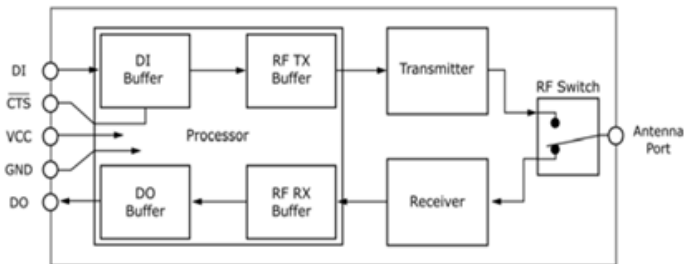 DI
CTS
VCC
GND
DO
DI
Buffer
RF TX
Buffer
Processor
DO
Buffer
RF RX
Buffer
Transmitter
Receiver
RF Switch
Antenna
Port